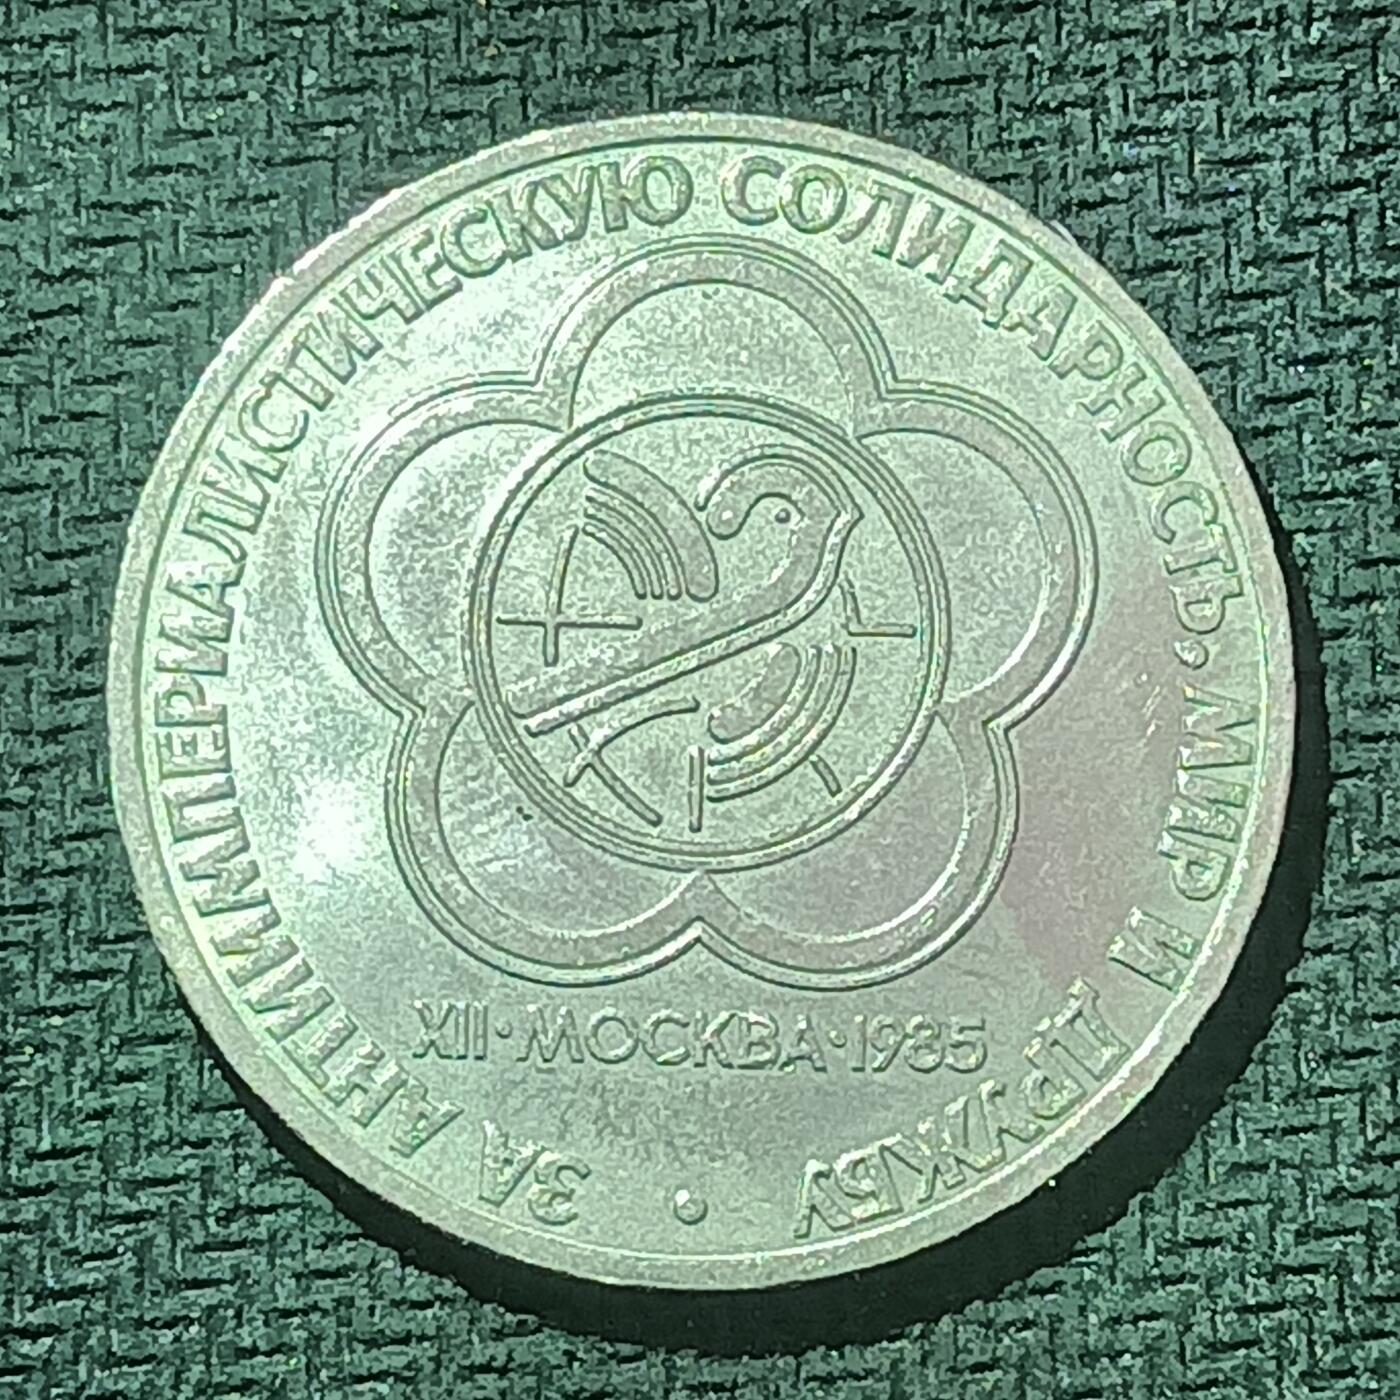 ЗА АНТИИМПЕРИАЛИСТИЧЕСКУЮ СОЛИДАРНОСТЬ, МИР И ДРУЖБУ
XII·МОСКВА·1985